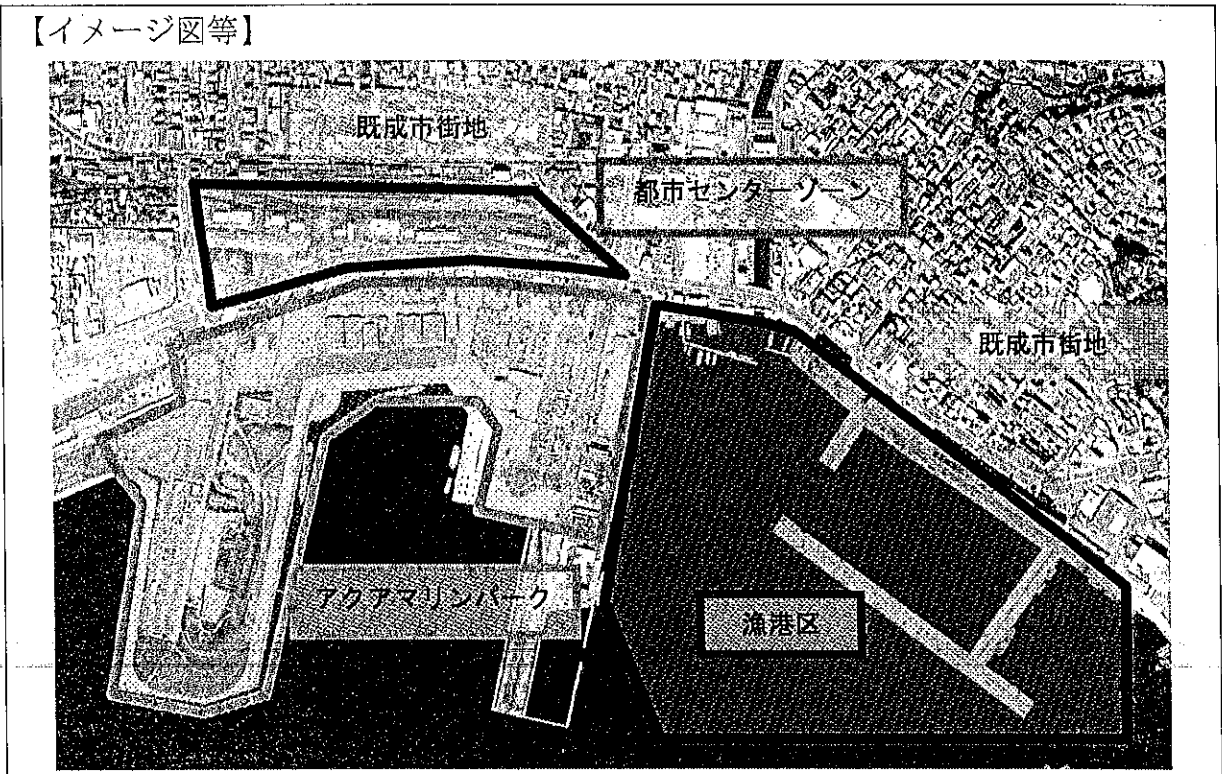 【イメージ図等】
既成市街地
都市センターゾーン
既成市街地
アクアマリンパーク
漁港区